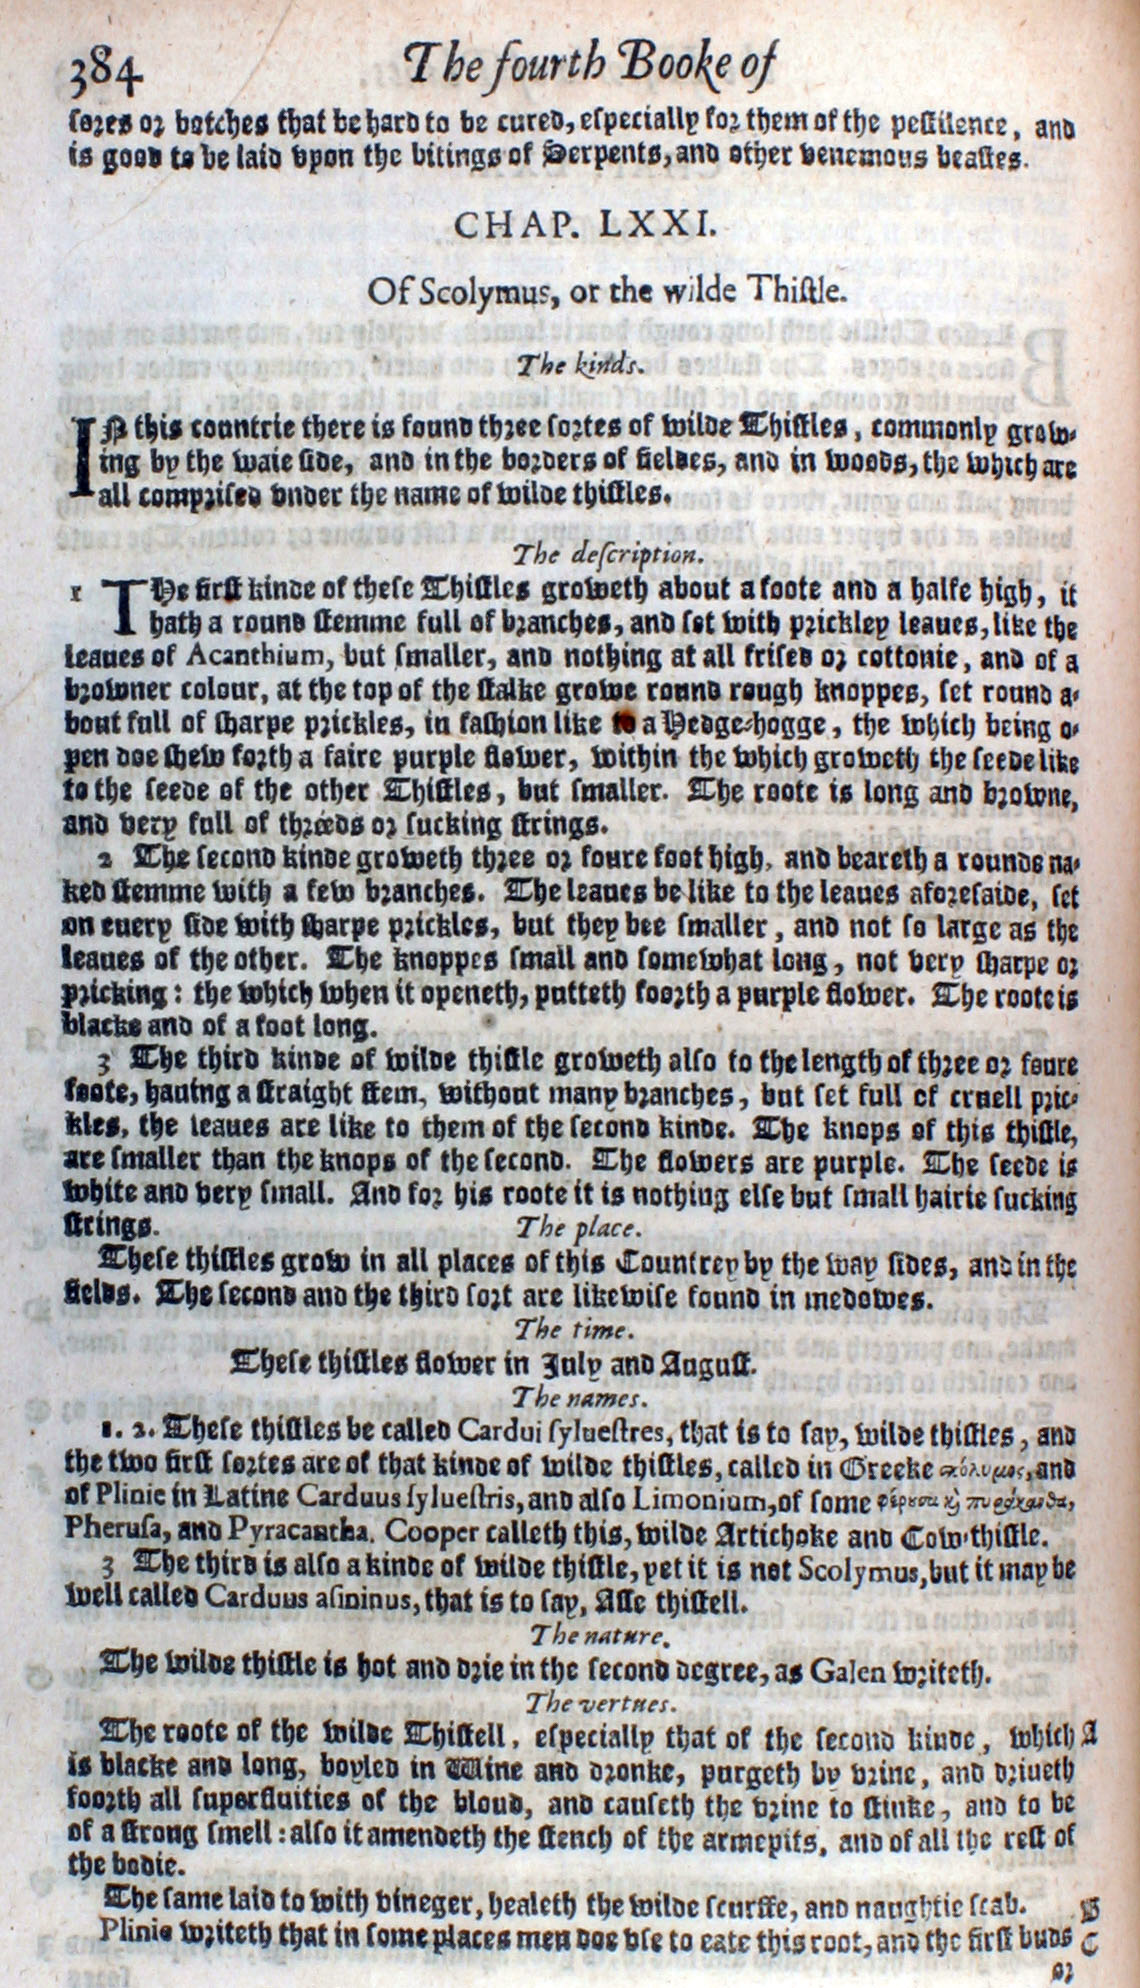 384 The fourth Booke of
sores or botches that be hard to be cured, especially for them of the pestilence, and
is good to be laid vpon the bitings of Serpents, and other venemous beastes.
CHAP. LXXI.
Of Scolymus, or the wilde Thistle.
The kinds.
IN this countrie there is found three sortes of wilde Thistles, commonly grow-
ing by the waie side, and in the borders of fieldes, and in woods, the which are
all comprised vnder the name of wilde thistles.
The description.
1 THe first kinde of these Thistles groweth about a foote and a halfe high, it
hath a round stemme full of branches, and set with prickley leaues, like the
leaues of Acanthium, but smaller, and nothing at all frised or cottonie, and of a
browner colour, at the top of the stalke growe round rough knoppes, set round a-
bout full of sharpe prickles, in fashion like to a Hedge-hogge, the which being o-
pen doe shew forth a faire purple flower, within the which groweth the seede like
to the seede of the other Thistles, but smaller. The roote is long and browne,
and very full of threeds or sucking strings.
2 The second kinde groweth three or foure foot high, and beareth a rounde na-
ked stemme with a few branches. The leaues be like to the leaues aforesaide, set
on euery side with sharpe prickles, but they bee smaller, and not so large as the
leaues of the other. The knoppes small and somewhat long, not very sharpe or
pricking: the which when it openeth, putteth foorth a purple flower. The roote is
blacke and of a foot long.
3 The third kinde of wilde thistle groweth also to the length of three or foure
foote, hauing a straight stem, without many branches, but set full of cruell pric-
kles, the leaues are like to them of the second kinde. The knops of this thistle,
are smaller than the knops of the second. The flowers are purple. The seede is
white and very small. And for his roote it is nothing else but small hairie sucking
strings. The place.
These thistles grow in all places of this Countrey by the way sides, and in the
fields. The second and the third sort are likewise found in medowes.
The time.
These thistles flower in July and August.
The names.
1. 2. These thistles be called Cardui syluestres, that is to say, wilde thistles, and
the two first sortes are of that kinde of wilde thistles, called in Greeke σκόλυμος, and
of Plinie in Latine Carduus syluestris, and also Limonium, of some φέρουσα κὶ πυράκανθα,
Pherusa, and Pyracantha. Cooper calleth this, wilde Artichoke and Cow-thistle.
3 The third is also a kinde of wilde thistle, yet it is not Scolymus, but it may be
well called Carduus asininus, that is to say, Asse thistell.
The nature.
The wilde thistle is hot and drie in the second degree, as Galen writeth.
The vertues.
The roote of the wilde Thistell, especially that of the second kinde, which A
is blacke and long, boyled in Wine and dronke, purgeth by vrine, and driueth
foorth all superfluities of the bloud, and causeth the vrine to stinke, and to be
of a strong smell: also it amendeth the stench of the armepits, and of all the rest of
the bodie.
The same laid to with vineger, healeth the wilde scurffe, and naughtie scab. B
Plinie writeth that in some places men doe vse to eate this root, and the first buds C
or